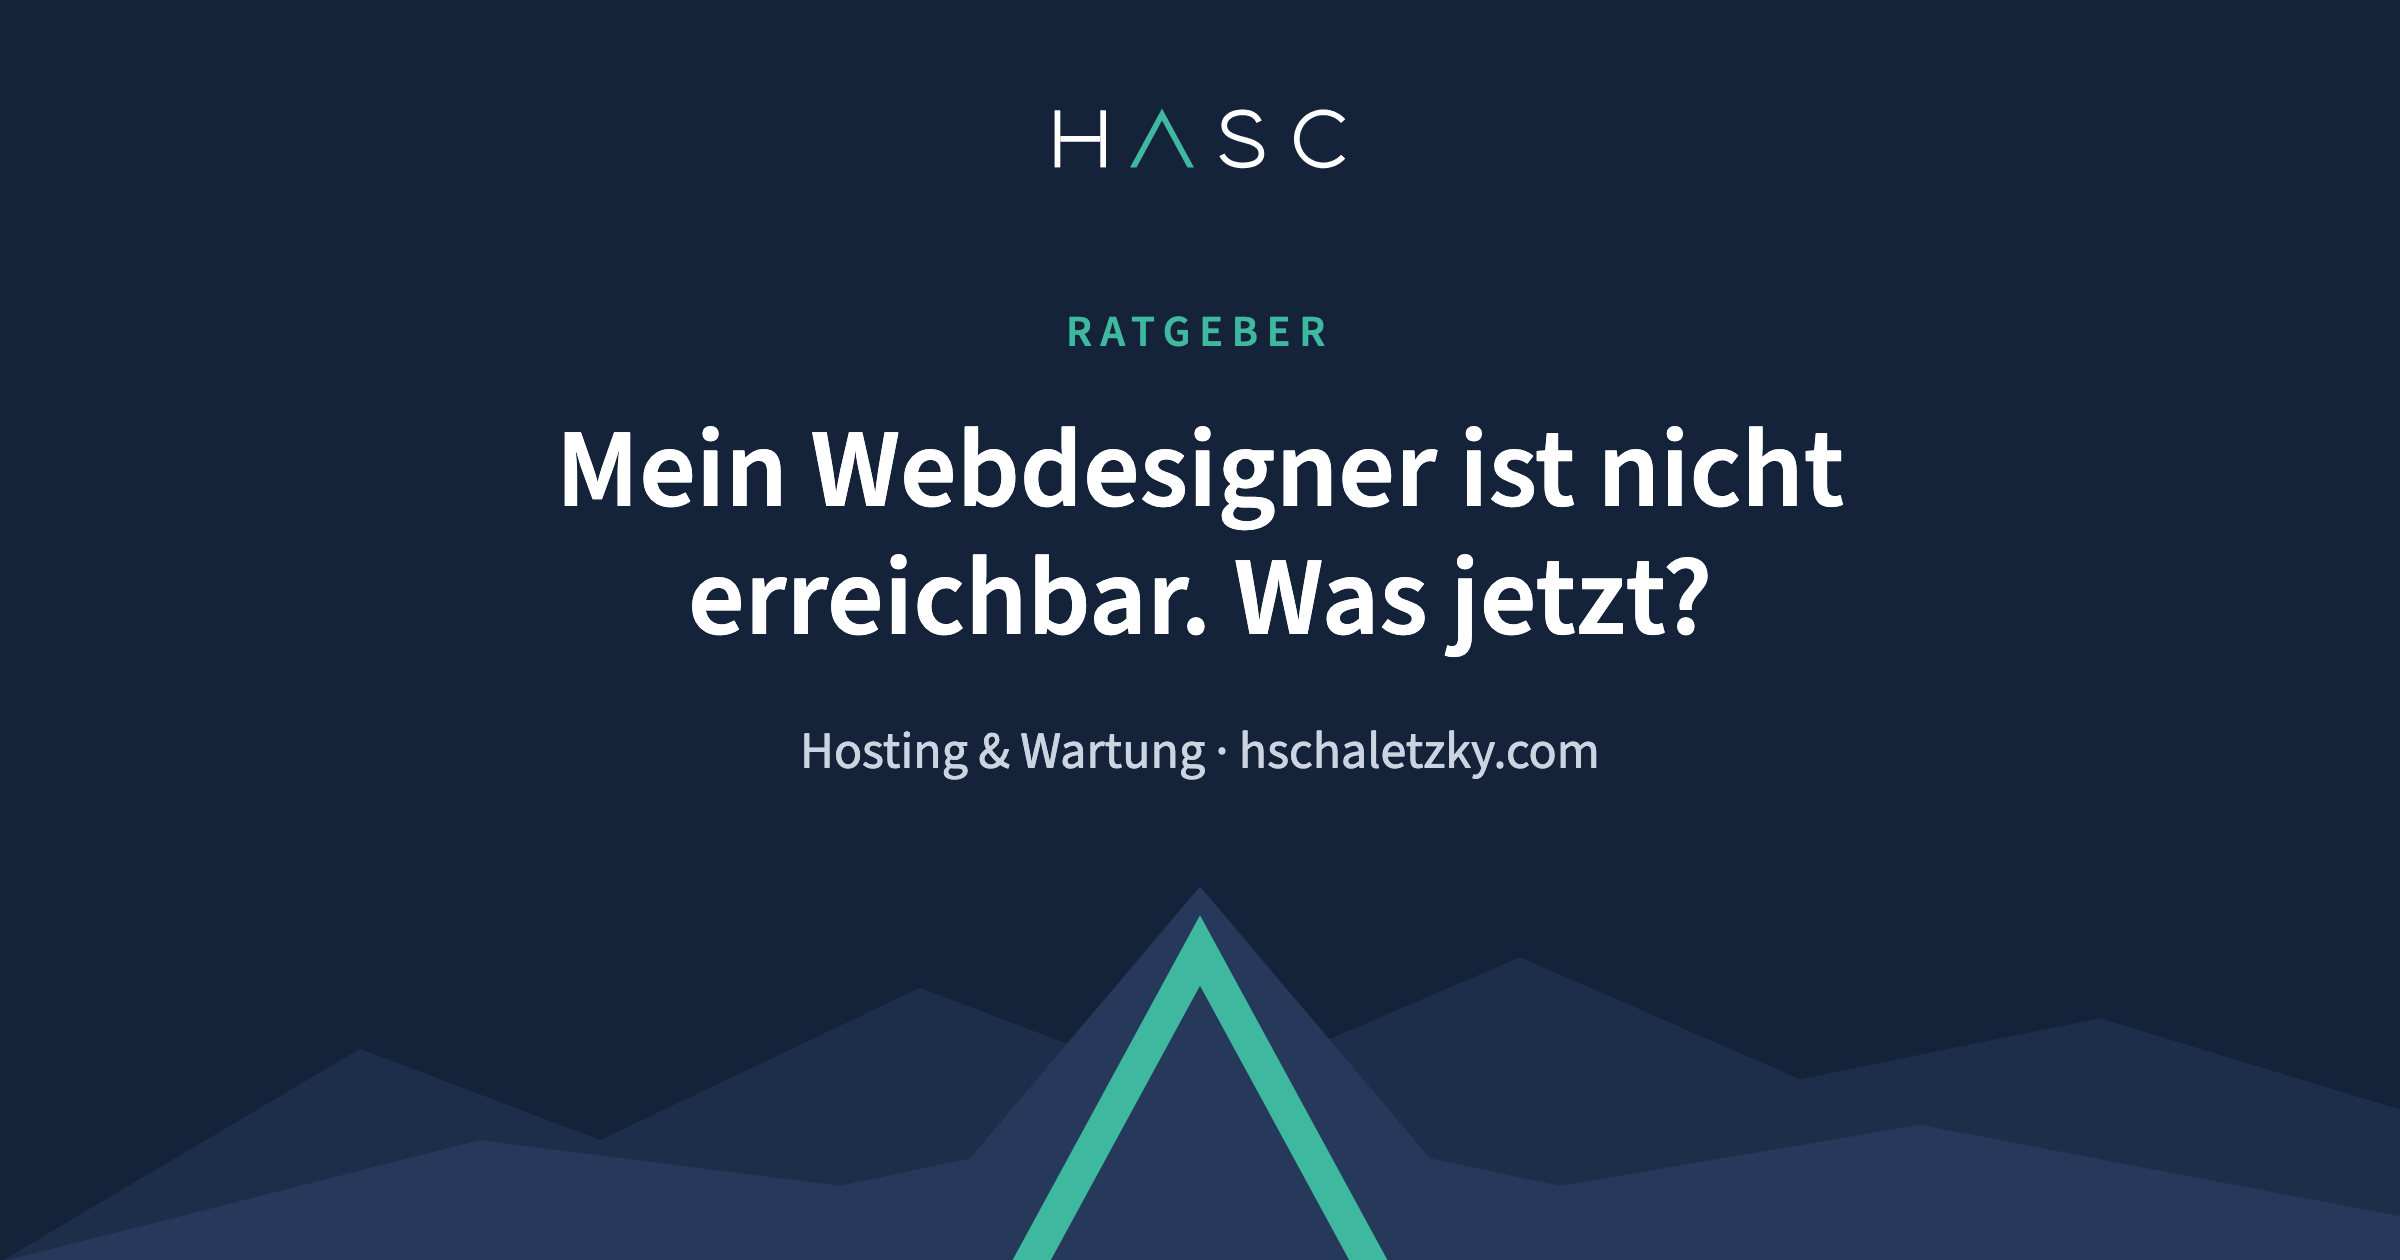 HASC
RATGEBER
Mein Webdesigner ist nicht
erreichbar. Was jetzt?
Hosting & Wartung · hschaletzky.com